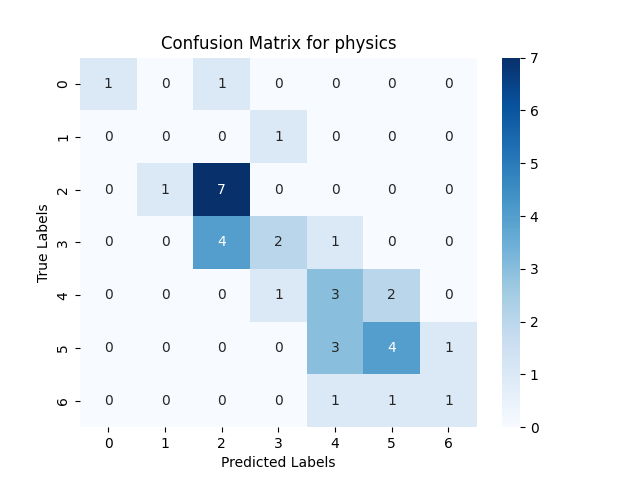 Confusion Matrix for physics
True Labels
0 1 0 1 0 0 0 0
1 0 0 0 1 0 0 0
2 0 1 7 0 0 0 0
3 0 0 4 2 1 0 0
4 0 0 0 1 3 2 0
5 0 0 0 0 3 4 1
6 0 0 0 0 1 1 1
0 1 2 3 4 5 6
Predicted Labels
7
6
5
4
3
2
1
0